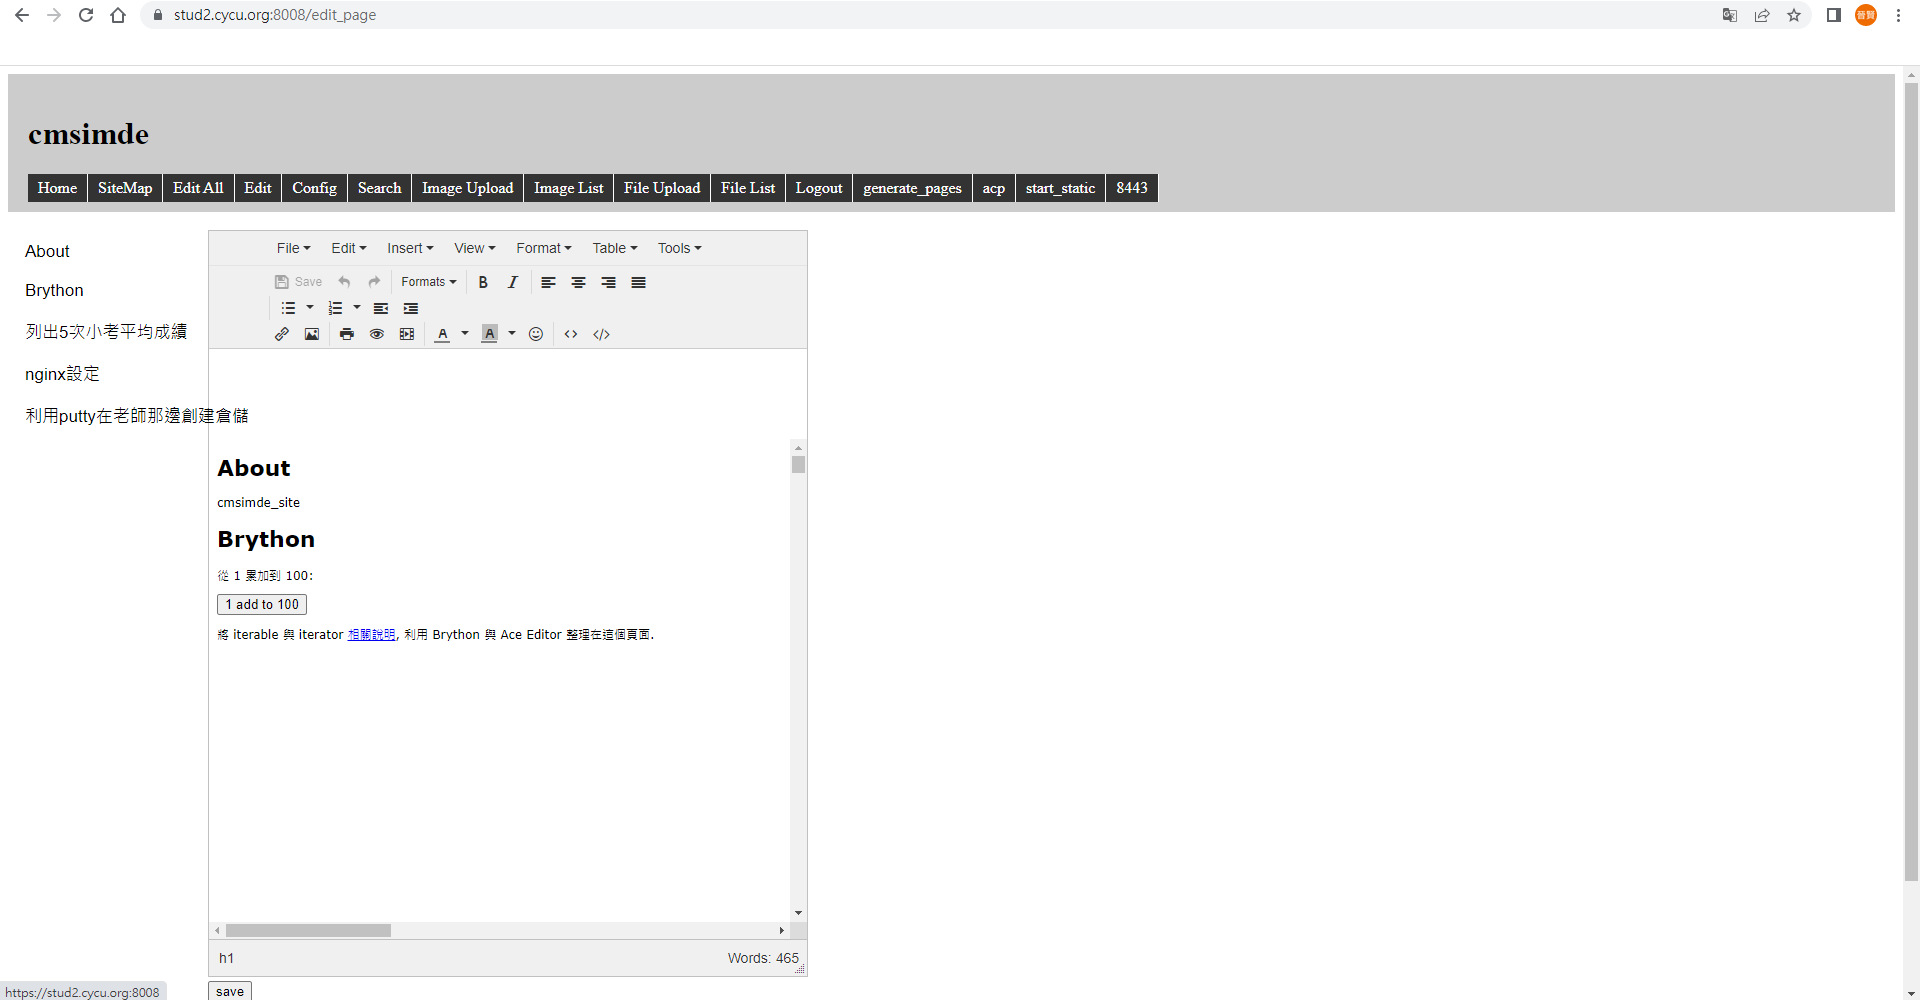 stud2.cycu.org:8008/edit_page
晉賢
cmsimde
Home SiteMap Edit All Edit Config Search Image Upload Image List File Upload File List Logout generate_pages acp start_static 8443
About
Brython
列出5次小考平均成績
nginx設定
利用putty在老師那邊創建倉儲
File Edit Insert View Format Table Tools
Save Formats B I
A A
About
cmsimde_site
Brython
從 1 累加到 100:
1 add to 100
將 iterable 與 iterator 相關說明, 利用 Brython 與 Ace Editor 整理在這個頁面.
h1 Words: 465
https://stud2.cycu.org:8008
save